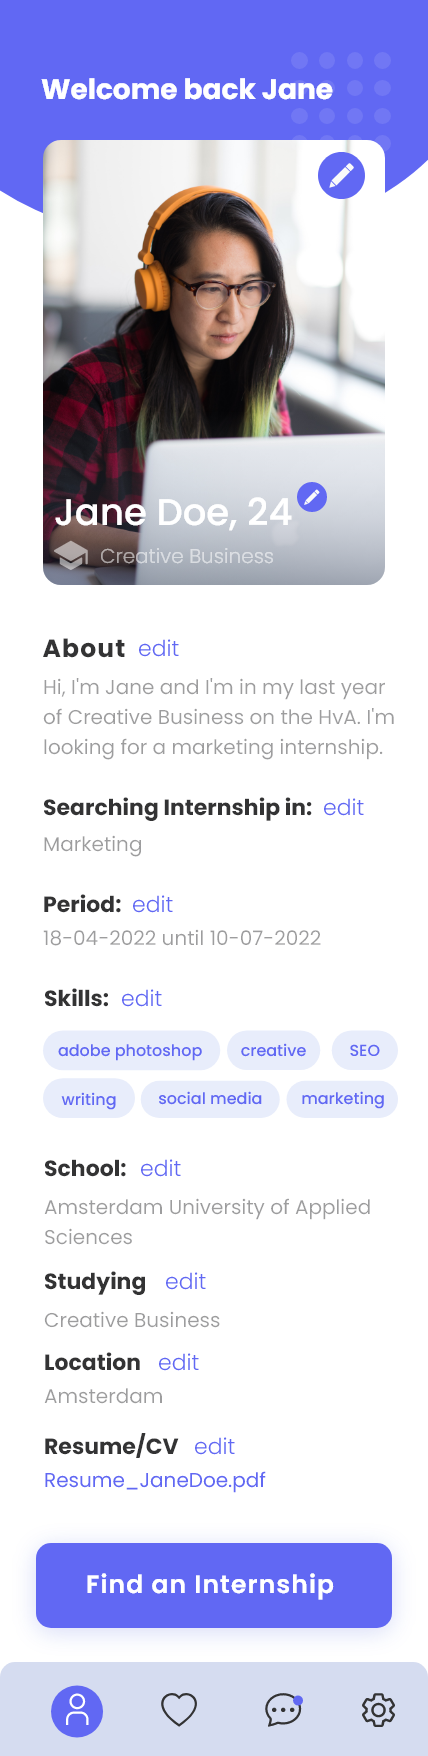 Welcome back Jane
Jane Doe, 24
Creative Business
About edit
Hi, I'm Jane and I'm in my last year
of Creative Business on the HvA. I'm
looking for a marketing internship.
Searching Internship in: edit
Marketing
Period: edit
18-04-2022 until 10-07-2022
Skills: edit
adobe photoshop creative SEO
writing social media marketing
School: edit
Amsterdam University of Applied
Sciences
Studying edit
Creative Business
Location edit
Amsterdam
Resume/CV edit
Resume_JaneDoe.pdf
Find an Internship